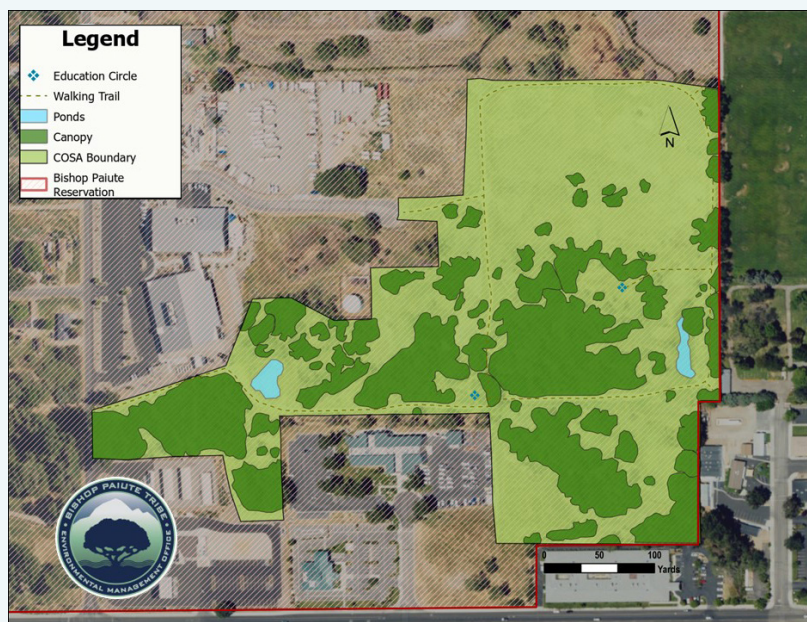 Legend
Education Circle
Walking Trail
Ponds
Canopy
COSA Boundary
Bishop Paiute
Reservation
N
BISHOP PAIUTE TRIBE
ENVIRONMENTAL MANAGEMENT OFFICE
0 50 100
Yards